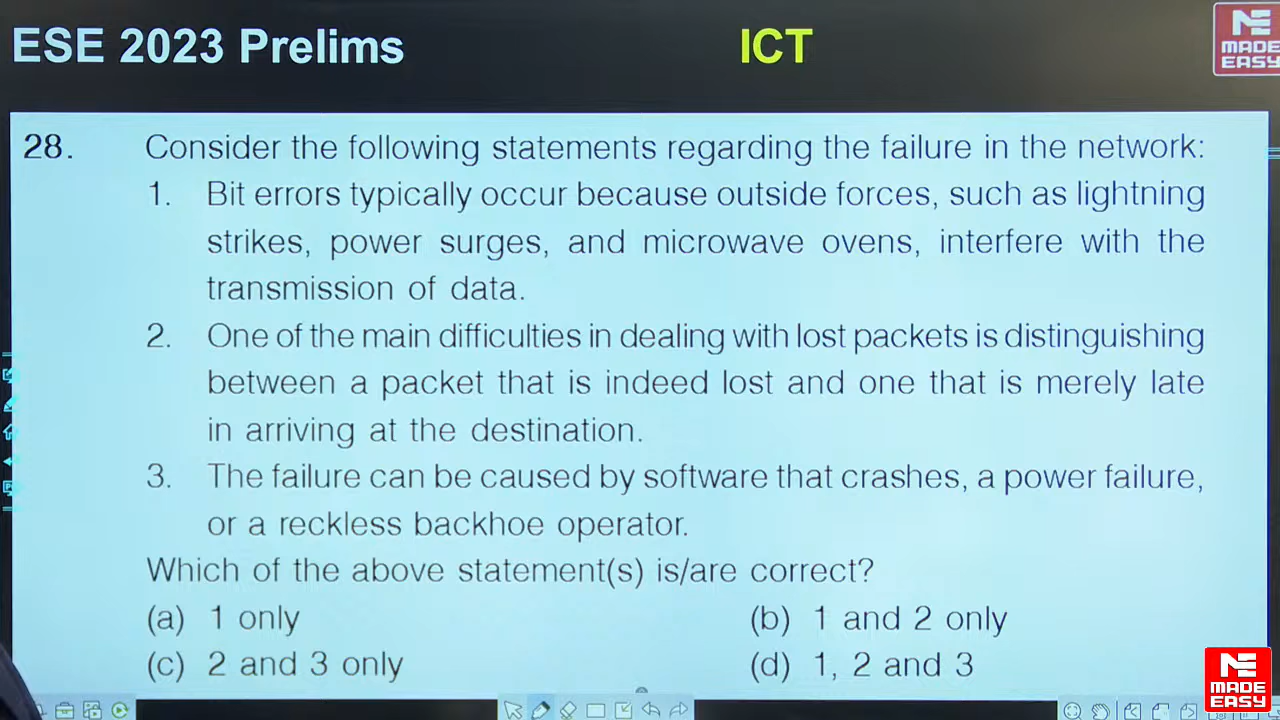 ESE 2023 Prelims ICT
NE MADE EASY
28. Consider the following statements regarding the failure in the network:
1. Bit errors typically occur because outside forces, such as lightning
strikes, power surges, and microwave ovens, interfere with the
transmission of data.
2. One of the main difficulties in dealing with lost packets is distinguishing
between a packet that is indeed lost and one that is merely late
in arriving at the destination.
3. The failure can be caused by software that crashes, a power failure,
or a reckless backhoe operator.
Which of the above statement(s) is/are correct?
(a) 1 only (b) 1 and 2 only
(c) 2 and 3 only (d) 1, 2 and 3
NE
MADE
EASY